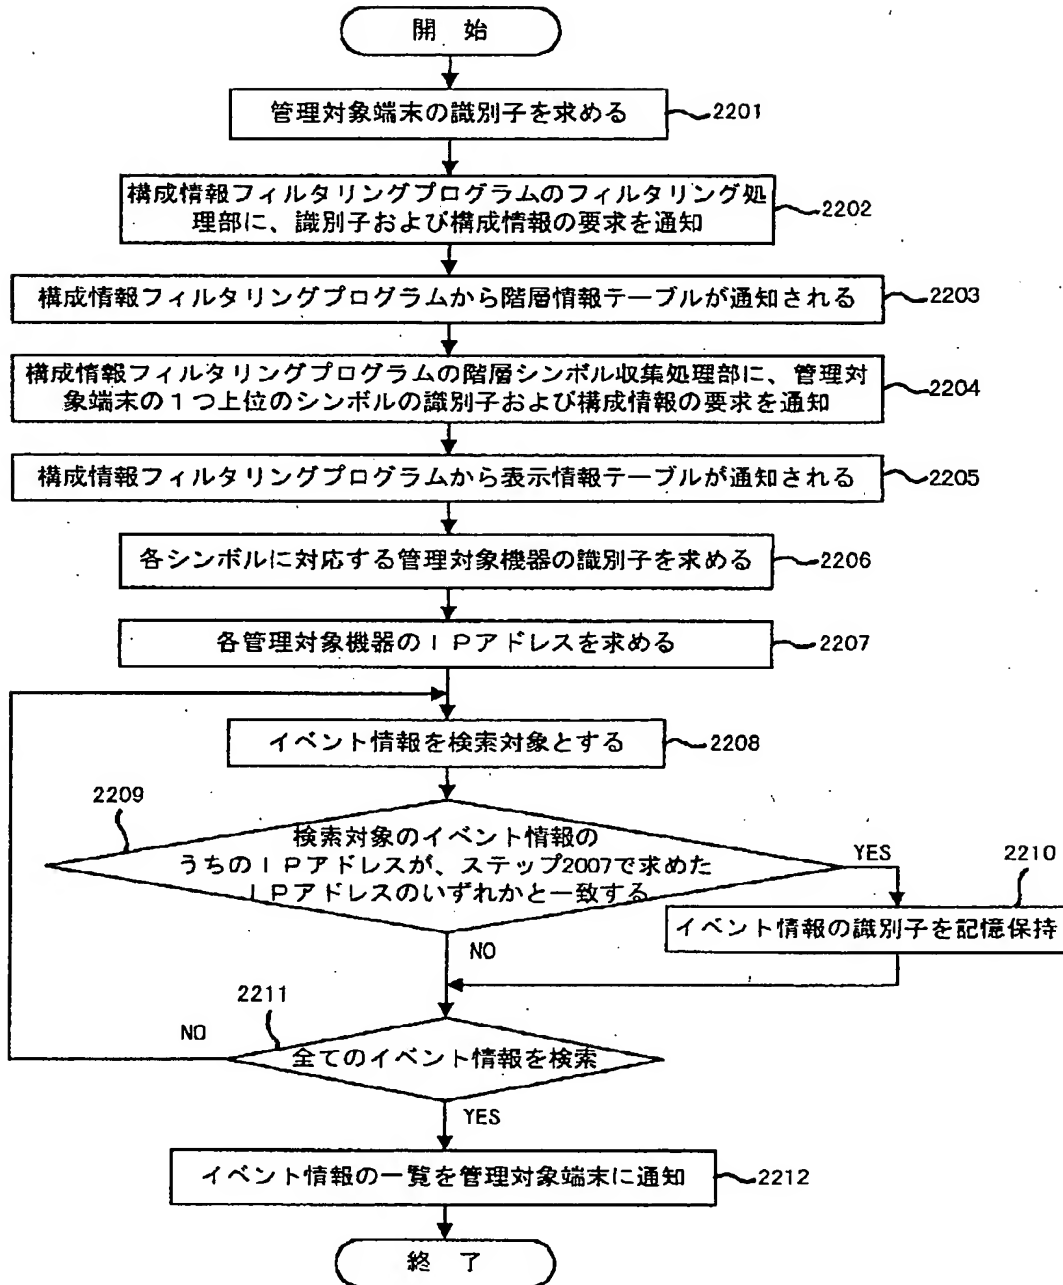 開 始
管理対象端末の識別子を求める
2201
構成情報フィルタリングプログラムのフィルタリング処
理部に、識別子および構成情報の要求を通知
2202
構成情報フィルタリングプログラムから階層情報テーブルが通知される
2203
構成情報フィルタリングプログラムの階層シンボル収集処理部に、管理対
象端末の1つ上位のシンボルの識別子および構成情報の要求を通知
2204
構成情報フィルタリングプログラムから表示情報テーブルが通知される
2205
各シンボルに対応する管理対象機器の識別子を求める
2206
各管理対象機器のIPアドレスを求める
2207
イベント情報を検索対象とする
2208
2209
検索対象のイベント情報の
うちのIPアドレスが、ステップ2007で求めた
IPアドレスのいずれかと一致する
YES
2210
イベント情報の識別子を記憶保持
NO
2211
NO
全てのイベント情報を検索
YES
イベント情報の一覧を管理対象端末に通知
2212
終 了